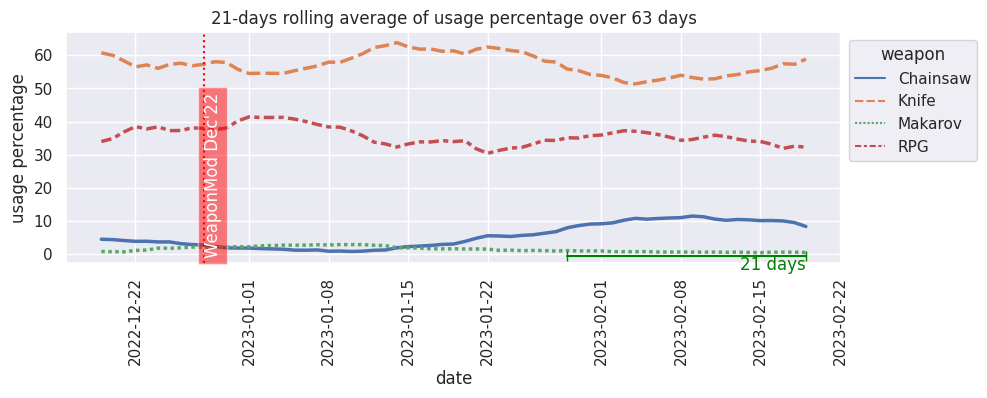 21-days rolling average of usage percentage over 63 days
usage percentage
60
50
40
30
20
10
0
WeaponMod Dec'22
21 days
2022-12-22
2023-01-01
2023-01-08
2023-01-15
2023-01-22
2023-02-01
2023-02-08
2023-02-15
2023-02-22
date
weapon
Chainsaw
Knife
Makarov
RPG